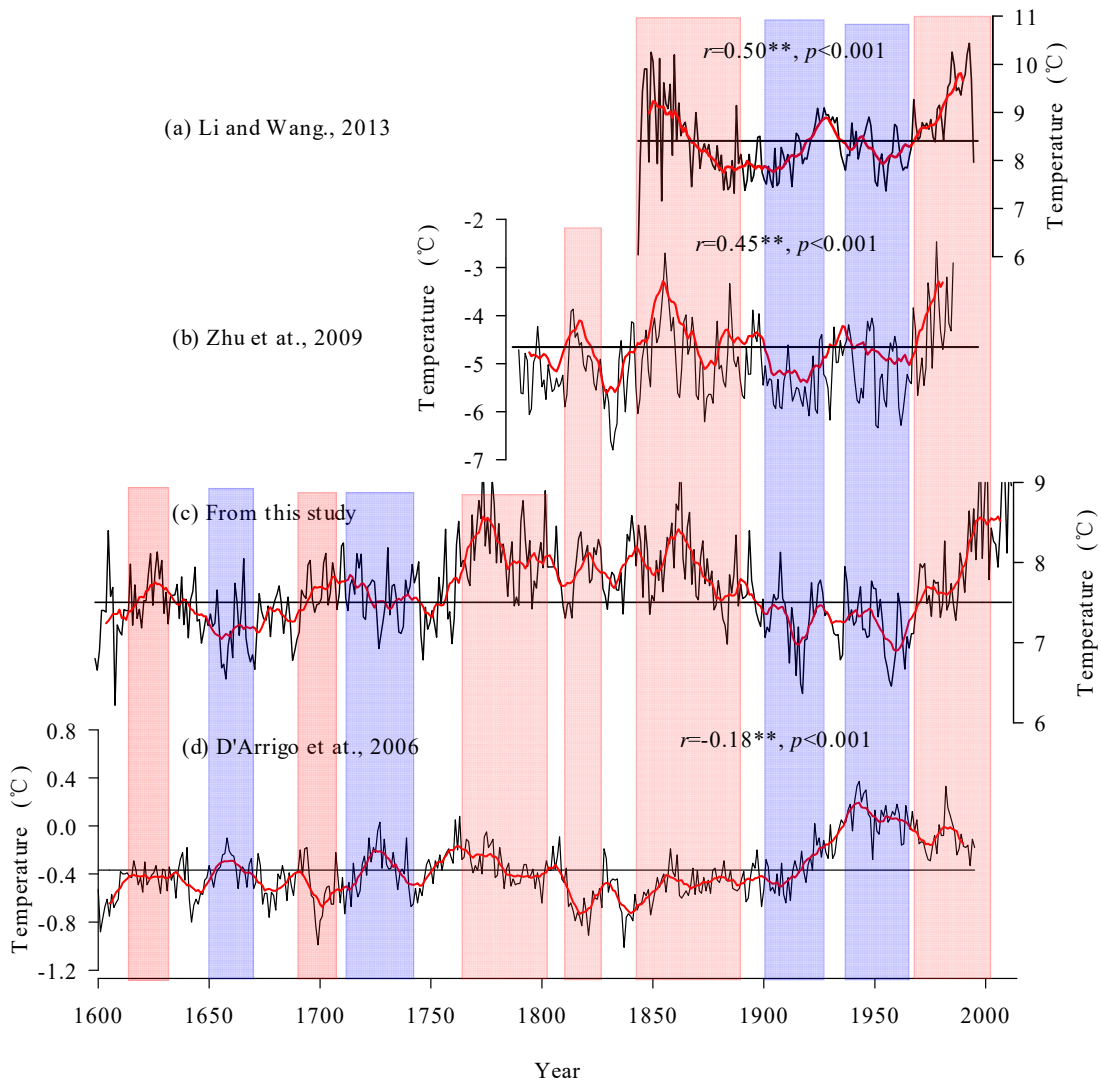 11
r=0.50**, p<0.001
10
(a) Li and Wang., 2013
9
8
7
6
Temperature (℃)
-2
r=0.45**, p<0.001
-3
-4
(b) Zhu et at., 2009
-5
-6
-7
Temperature (℃)
9
(c) From this study
8
7
6
Temperature (℃)
0.8
(d) D'Arrigo et at., 2006
r=-0.18**, p<0.001
0.4
0.0
-0.4
-0.8
-1.2
Temperature (℃)
1600 1650 1700 1750 1800 1850 1900 1950 2000
Year